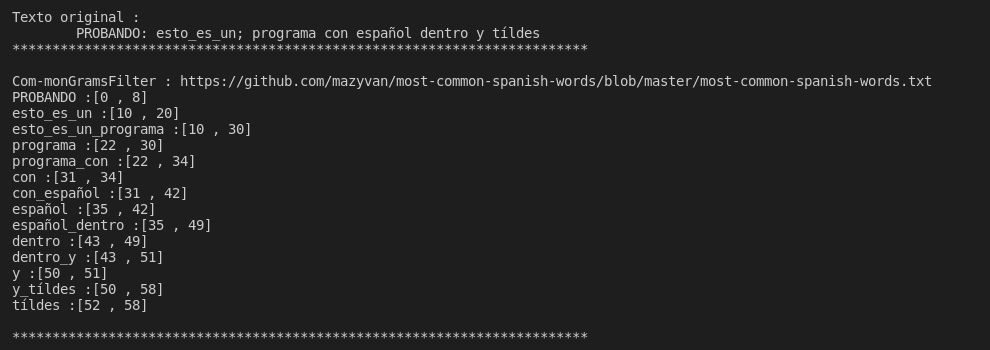 Texto original :
PROBANDO: esto_es_un; programa con español dentro y tíldes
************************************************************************
Com-monGramsFilter : https://github.com/mazyvan/most-common-spanish-words/blob/master/most-common-spanish-words.txt
PROBANDO :[0 , 8]
esto_es_un :[10 , 20]
esto_es_un_programa :[10 , 30]
programa :[22 , 30]
programa_con :[22 , 34]
con :[31 , 34]
con_español :[31 , 42]
español :[35 , 42]
español_dentro :[35 , 49]
dentro :[43 , 49]
dentro_y :[43 , 51]
y :[50 , 51]
y_tíldes :[50 , 58]
tíldes :[52 , 58]
************************************************************************